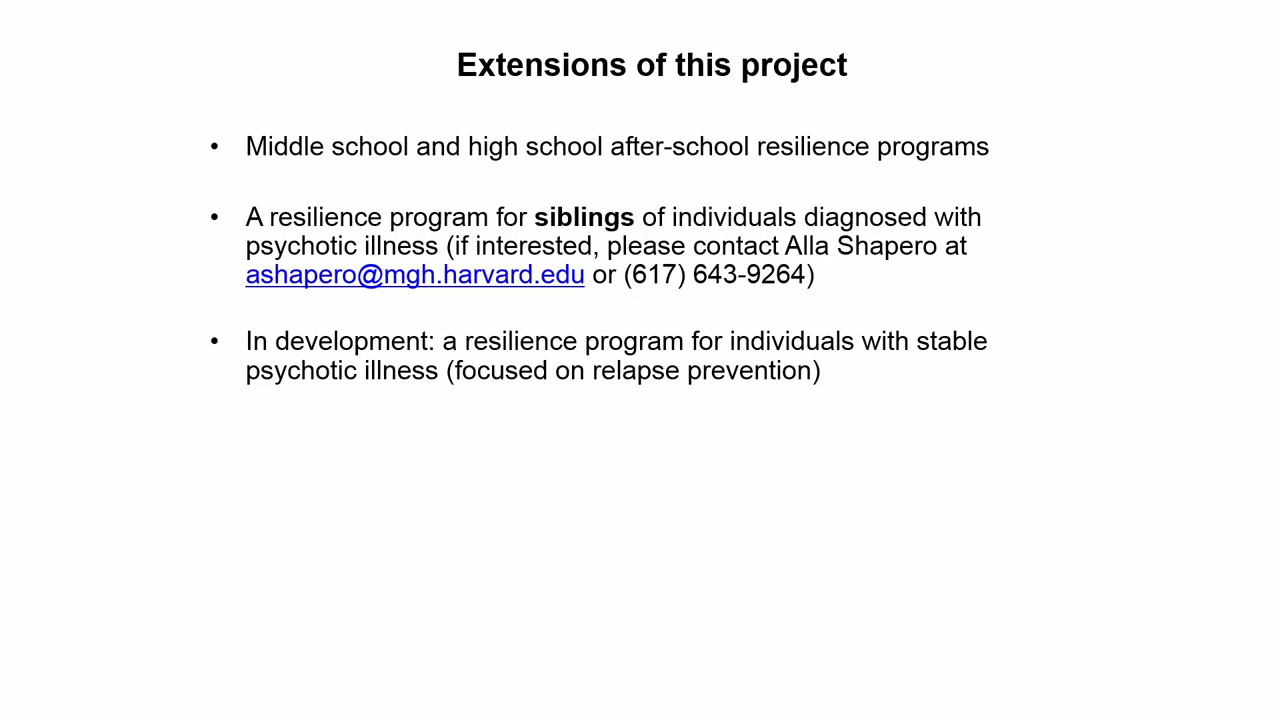 Extensions of this project
• Middle school and high school after-school resilience programs
• A resilience program for siblings of individuals diagnosed with
psychotic illness (if interested, please contact Alla Shapero at
ashapero@mgh.harvard.edu or (617) 643-9264)
• In development: a resilience program for individuals with stable
psychotic illness (focused on relapse prevention)